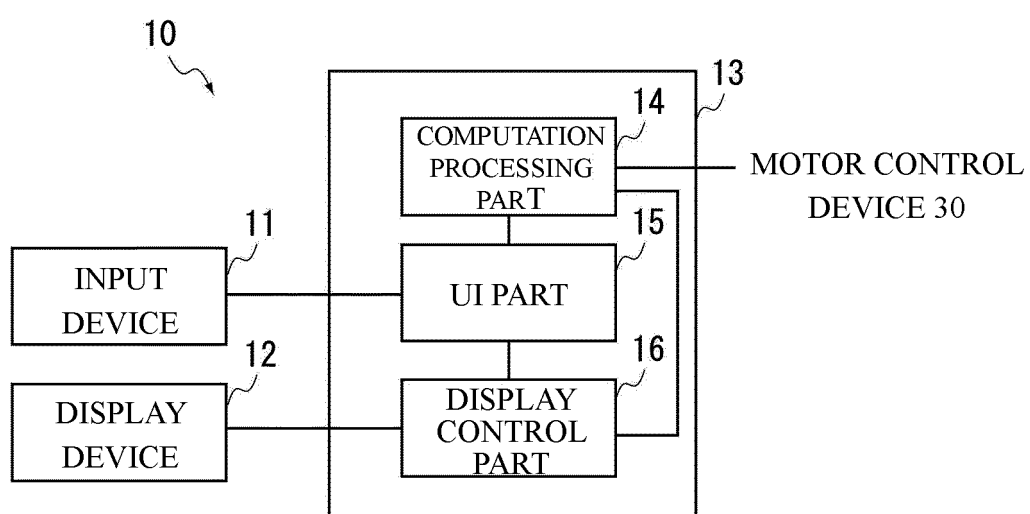 10
13
14
COMPUTATION
PROCESSING
PART
MOTOR CONTROL
DEVICE 30
11
15
INPUT
DEVICE
UI PART
12
16
DISPLAY
DEVICE
DISPLAY
CONTROL
PART